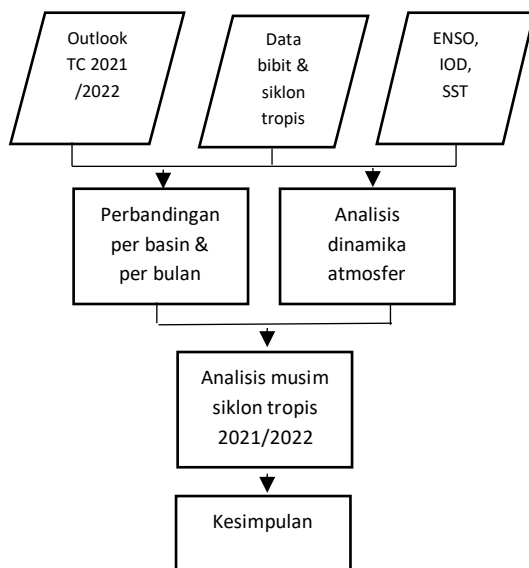 Outlook
TC 2021
/2022
Data
bibit &
siklon
tropis
ENSO,
IOD,
SST
Perbandingan
per basin &
per bulan
Analisis
dinamika
atmosfer
Analisis musim
siklon tropis
2021/2022
Kesimpulan